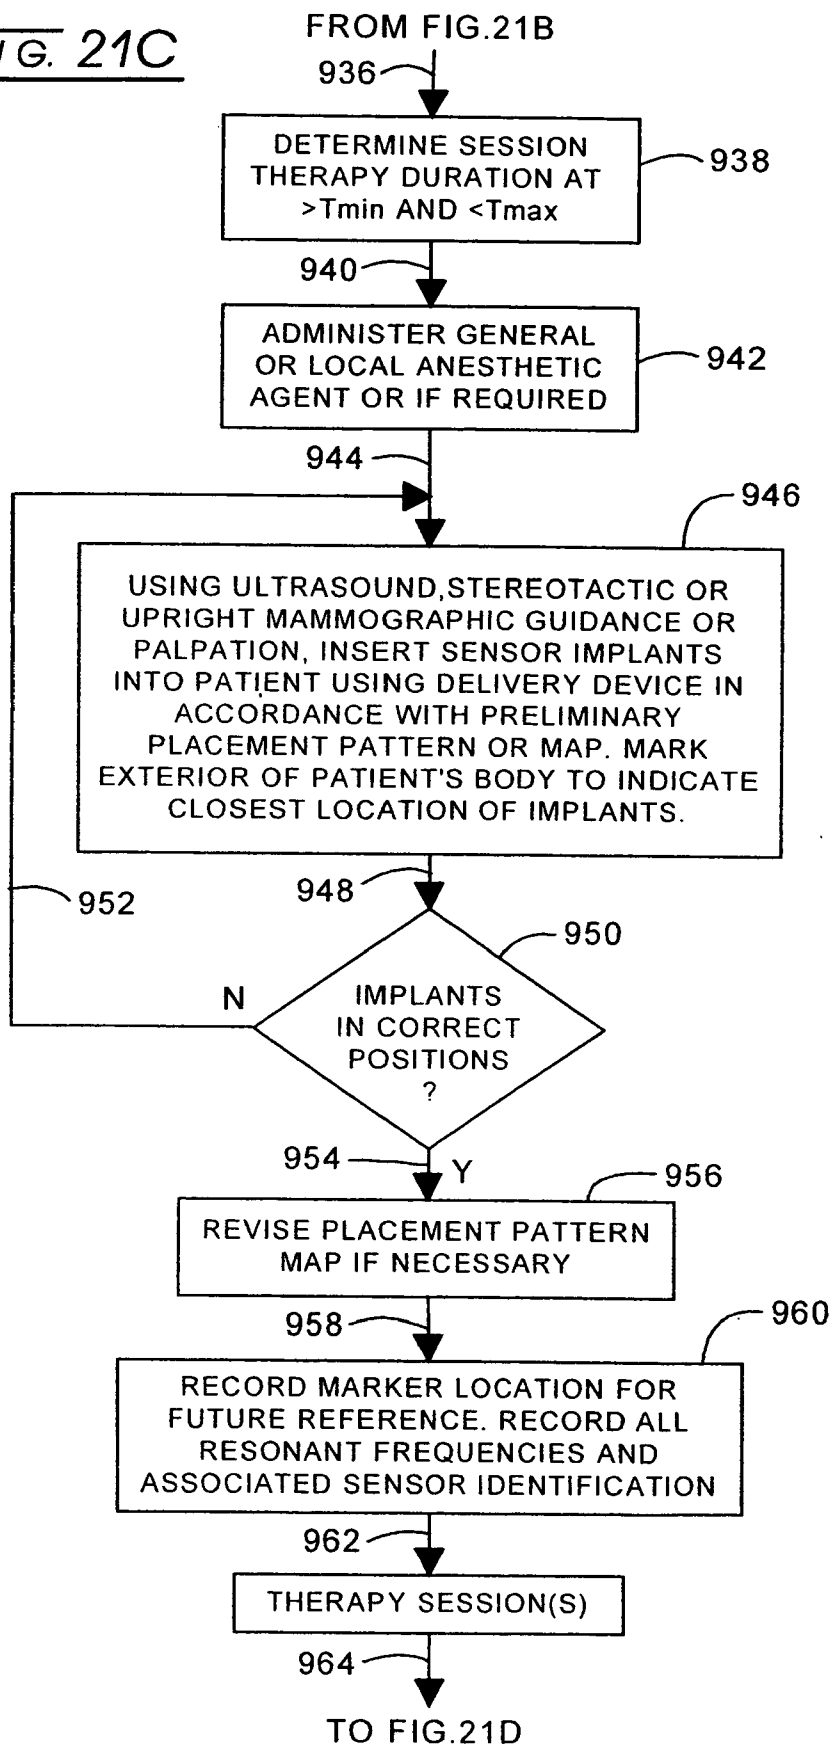 FIG. 21C
FROM FIG.21B
936
DETERMINE SESSION
THERAPY DURATION AT
>Tmin AND <Tmax
938
940
ADMINISTER GENERAL
OR LOCAL ANESTHETIC
AGENT OR IF REQUIRED
942
944
946
USING ULTRASOUND,STEREOTACTIC OR
UPRIGHT MAMMOGRAPHIC GUIDANCE OR
PALPATION, INSERT SENSOR IMPLANTS
INTO PATIENT USING DELIVERY DEVICE IN
ACCORDANCE WITH PRELIMINARY
PLACEMENT PATTERN OR MAP. MARK
EXTERIOR OF PATIENT'S BODY TO INDICATE
CLOSEST LOCATION OF IMPLANTS.
948
952
950
N
IMPLANTS
IN CORRECT
POSITIONS
?
954
Y
956
REVISE PLACEMENT PATTERN
MAP IF NECESSARY
958
960
RECORD MARKER LOCATION FOR
FUTURE REFERENCE. RECORD ALL
RESONANT FREQUENCIES AND
ASSOCIATED SENSOR IDENTIFICATION
962
THERAPY SESSION(S)
964
TO FIG.21D